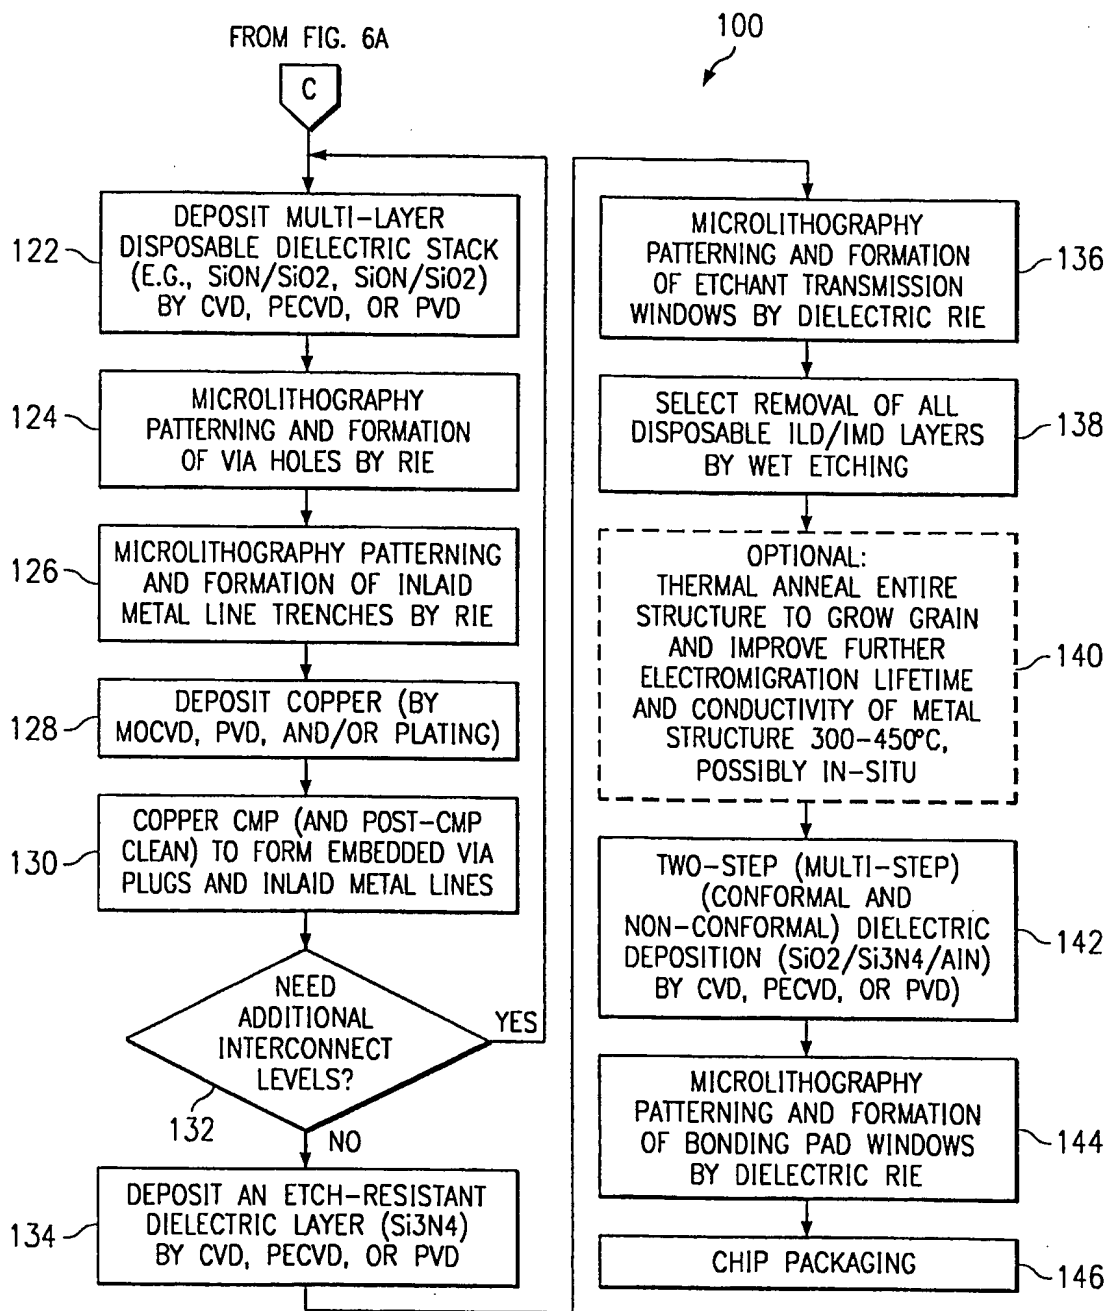 FROM FIG. 6A
100
C
122
DEPOSIT MULTI-LAYER
DISPOSABLE DIELECTRIC STACK
(E.G., SiON/SiO2, SiON/SiO2)
BY CVD, PECVD, OR PVD
124
MICROLITHOGRAPHY
PATTERNING AND FORMATION
OF VIA HOLES BY RIE
126
MICROLITHOGRAPHY PATTERNING
AND FORMATION OF INLAID
METAL LINE TRENCHES BY RIE
128
DEPOSIT COPPER (BY
MOCVD, PVD, AND/OR PLATING)
130
COPPER CMP (AND POST-CMP
CLEAN) TO FORM EMBEDDED VIA
PLUGS AND INLAID METAL LINES
NEED
ADDITIONAL
INTERCONNECT
LEVELS?
YES
132
NO
134
DEPOSIT AN ETCH-RESISTANT
DIELECTRIC LAYER (Si3N4)
BY CVD, PECVD, OR PVD
MICROLITHOGRAPHY
PATTERNING AND FORMATION
OF ETCHANT TRANSMISSION
WINDOWS BY DIELECTRIC RIE
136
SELECT REMOVAL OF ALL
DISPOSABLE ILD/IMD LAYERS
BY WET ETCHING
138
OPTIONAL:
THERMAL ANNEAL ENTIRE
STRUCTURE TO GROW GRAIN
AND IMPROVE FURTHER
ELECTROMIGRATION LIFETIME
AND CONDUCTIVITY OF METAL
STRUCTURE 300-450°C,
POSSIBLY IN-SITU
140
TWO-STEP (MULTI-STEP)
(CONFORMAL AND
NON-CONFORMAL) DIELECTRIC
DEPOSITION (SiO2/Si3N4/AlN)
BY CVD, PECVD, OR PVD)
142
MICROLITHOGRAPHY
PATTERNING AND FORMATION
OF BONDING PAD WINDOWS
BY DIELECTRIC RIE
144
CHIP PACKAGING
146